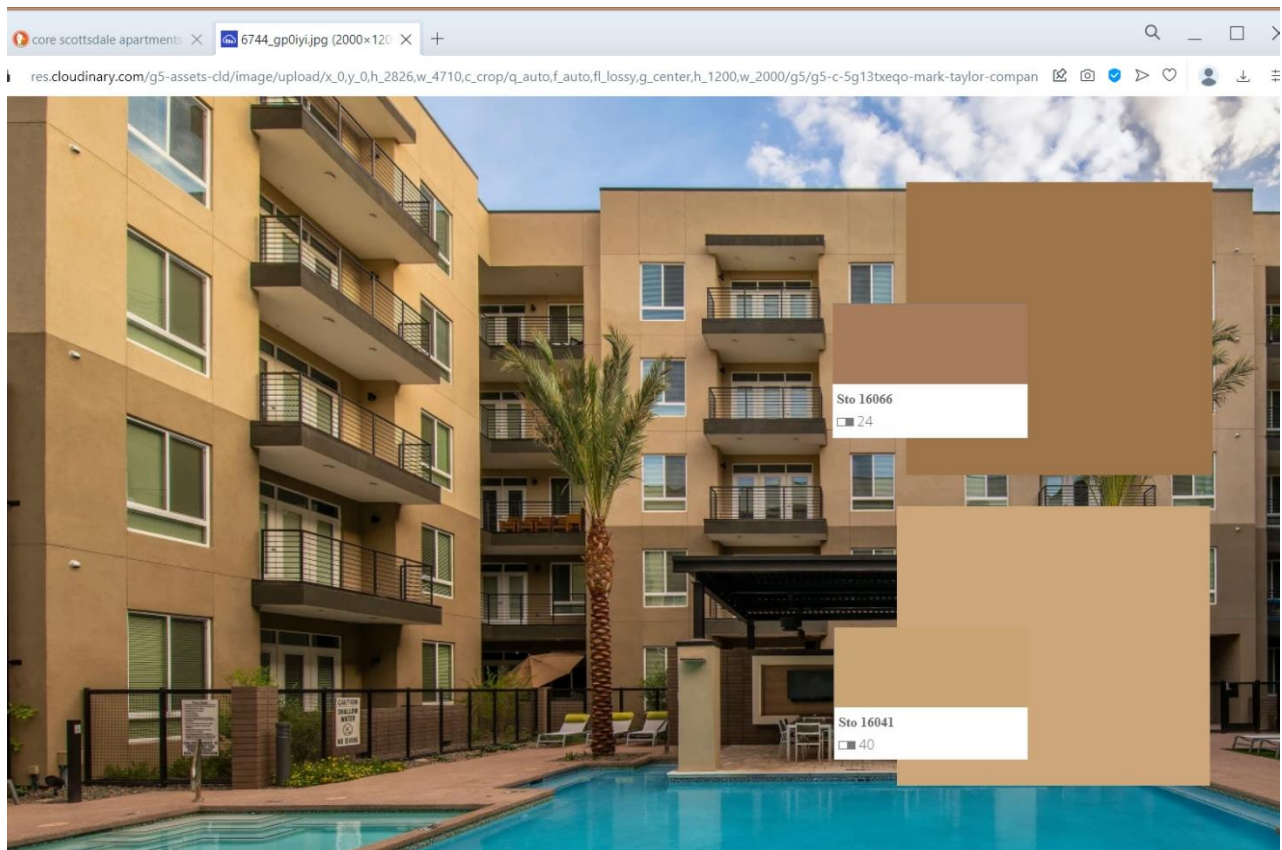 core scottsdale apartments
6744_gp0iyi.jpg (2000×120
res.cloudinary.com/g5-assets-cld/image/upload/x_0,y_0,h_2826,w_4710,c_crop/q_auto,f_auto,fl_lossy,g_center,h_1200,w_2000/g5/g5-c-5g13txeqo-mark-taylor-compan
Sto 16066
24
CAUTION
SHALLOW
WATER
NO DIVING
Sto 16041
40